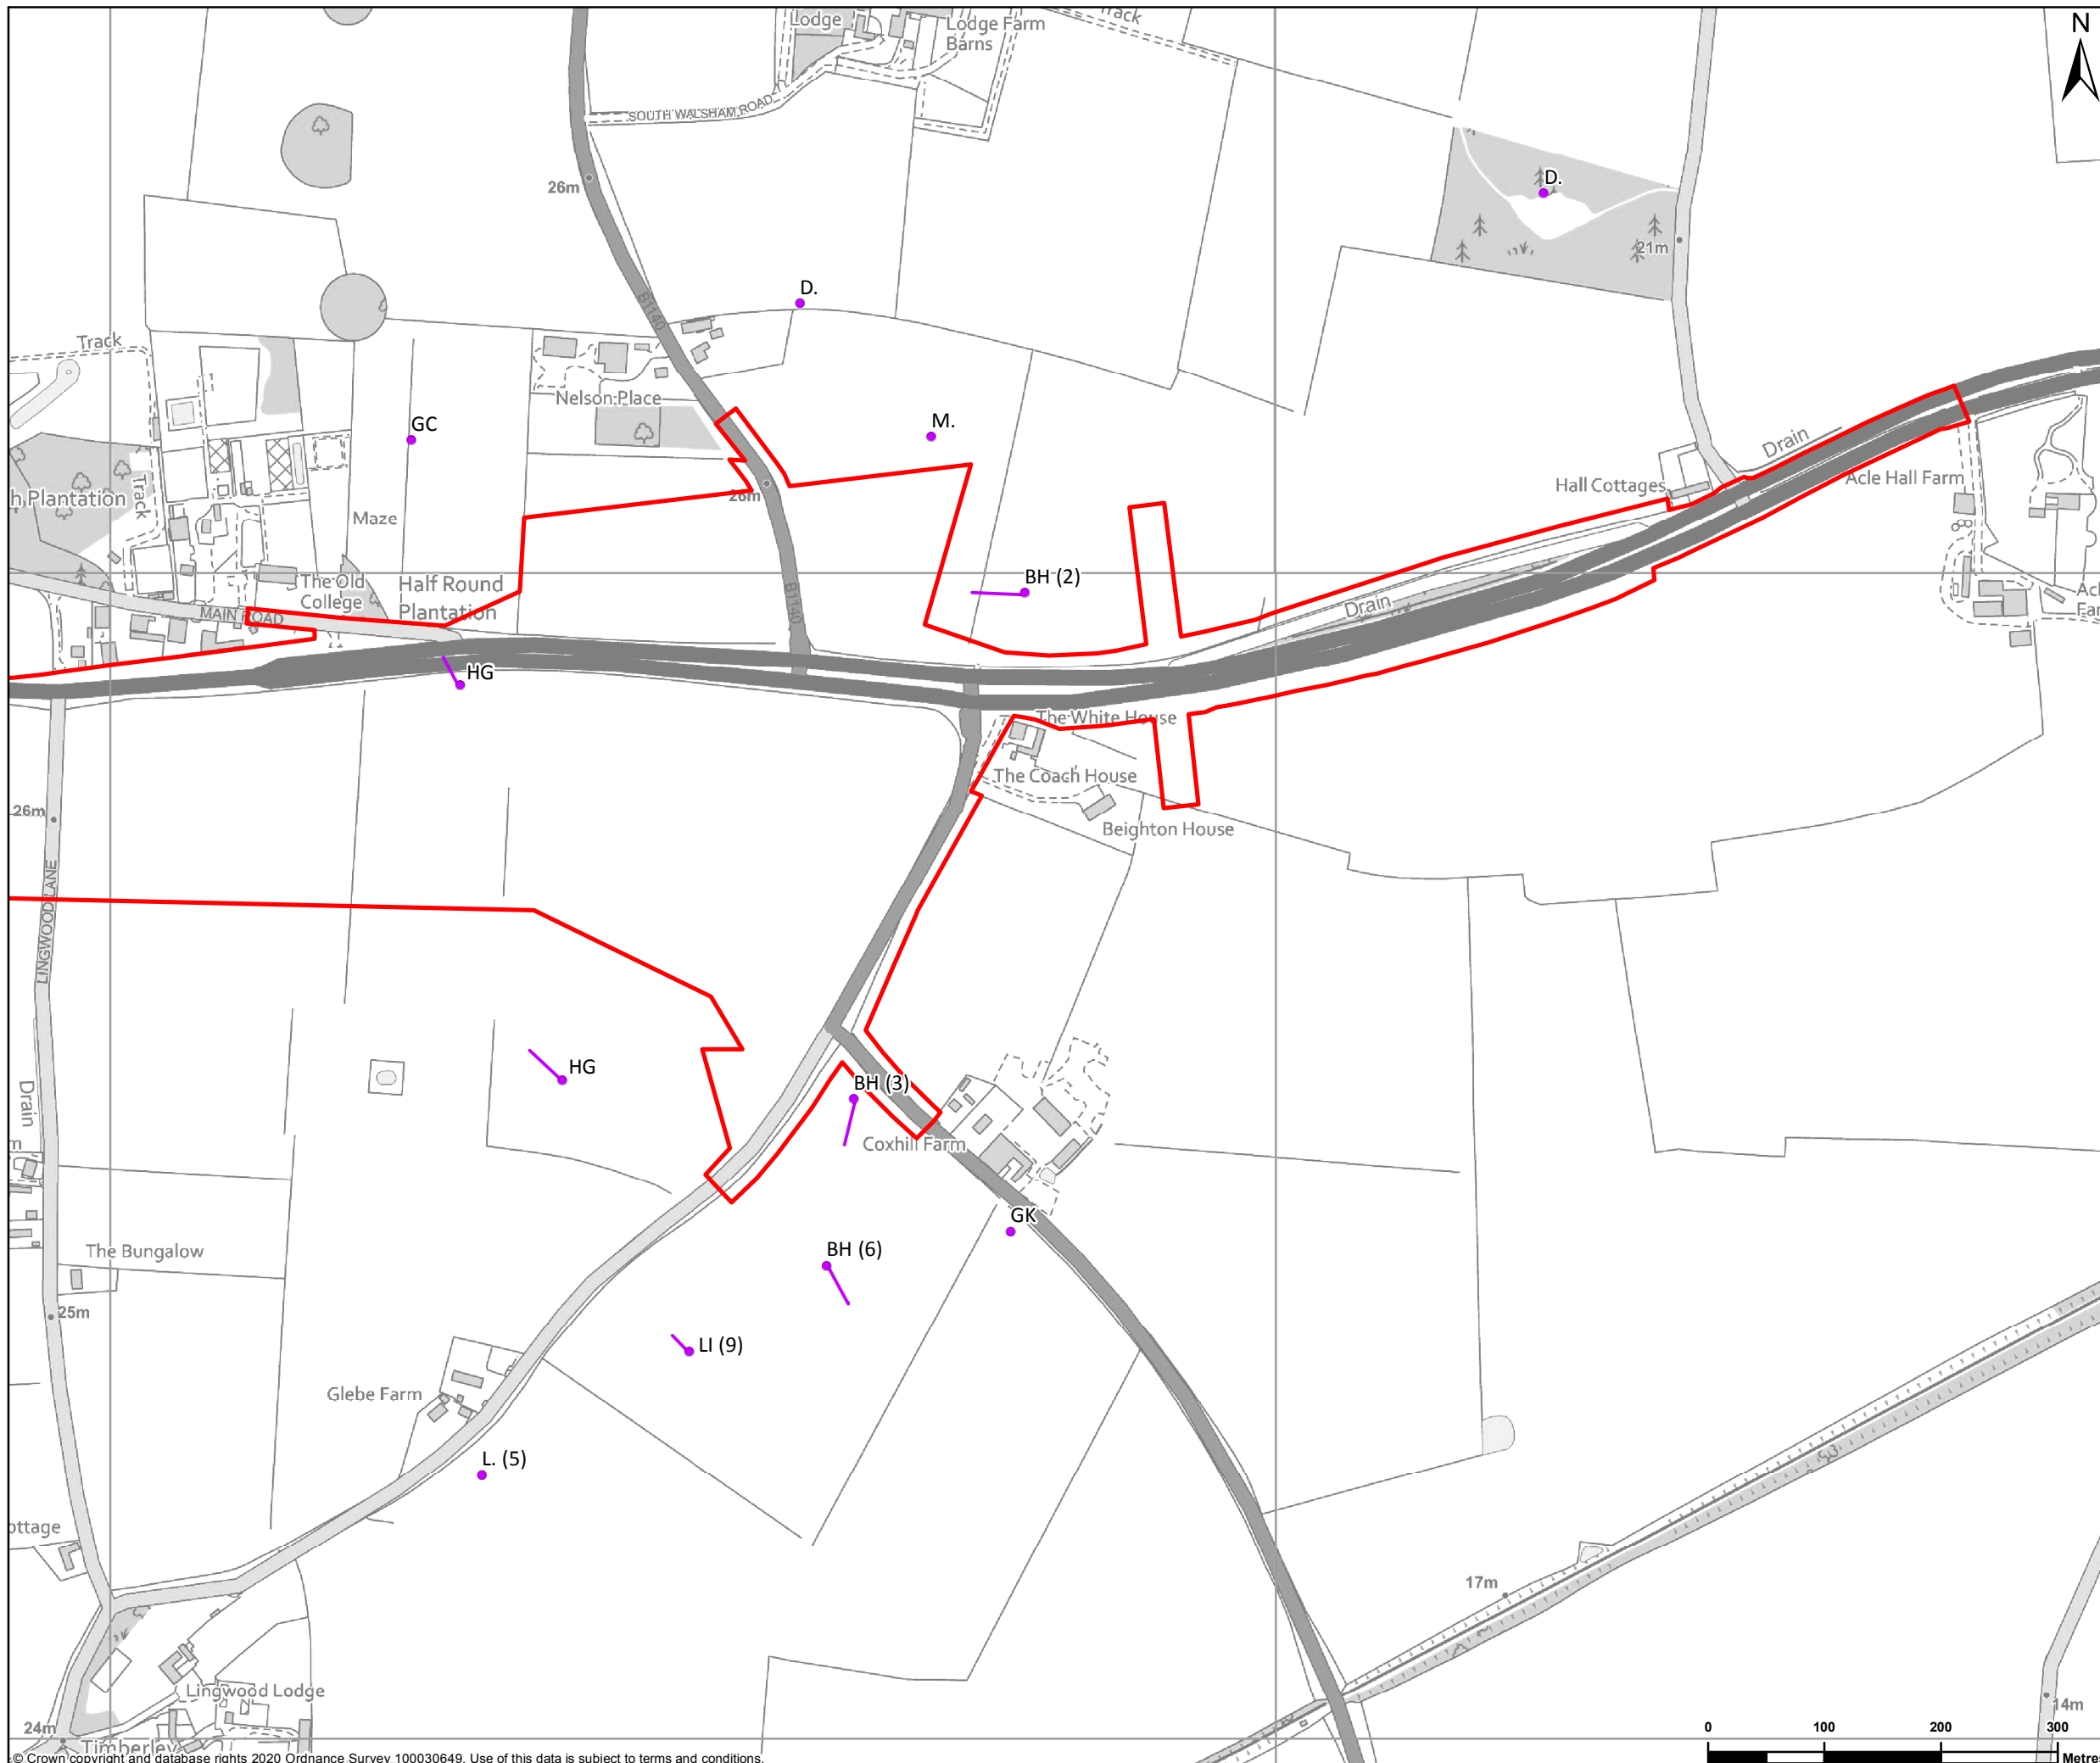 Lodge
Lodge Farm
Barns
Track
N
SOUTH WALSHAM ROAD
26m
D.
21m
D.
B1140
Track
Nelson Place
GC
M.
Drain
Hall Cottages
Acle Hall Farm
h Plantation
Track
26m
Maze
The Old
College
Half Round
Plantation
BH (2)
B1140
Drain
MAIN ROAD
Acl
Far
HG
The White House
The Coach House
26m
Beighton House
LINGWOOD LANE
HG
BH (3)
Drain
m
Coxhill Farm
GK
The Bungalow
BH (6)
25m
LI (9)
Glebe Farm
L. (5)
ottage
17m
Lingwood Lodge
14m
24m
Timberley
0 100 200 300
Metre
© Crown copyright and database rights 2020 Ordnance Survey 100030649. Use of this data is subject to terms and conditions.